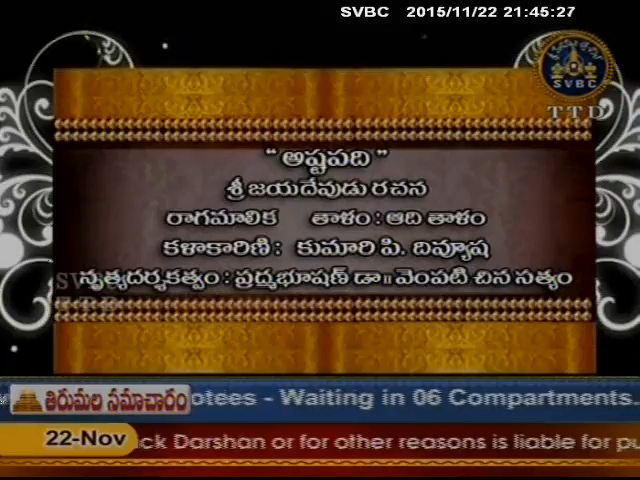 SVBC 2015/11/22 21:45:27
SVBC
TTD
“ అష్టపది ”
శ్రీ జయదేవుడు రచన
రాగమాలిక తాళం : ఆది తాళం
కళాకారిణి : కుమారి పి. దివ్యూష
నృత్యదర్శకత్వం : పద్మభూషణ్ డా॥ వెంపటి చిన సత్యం
తిరుమల సమాచారం otees - Waiting in 06 Compartments.
22-Nov ck Darshan or for other reasons is liable for pu